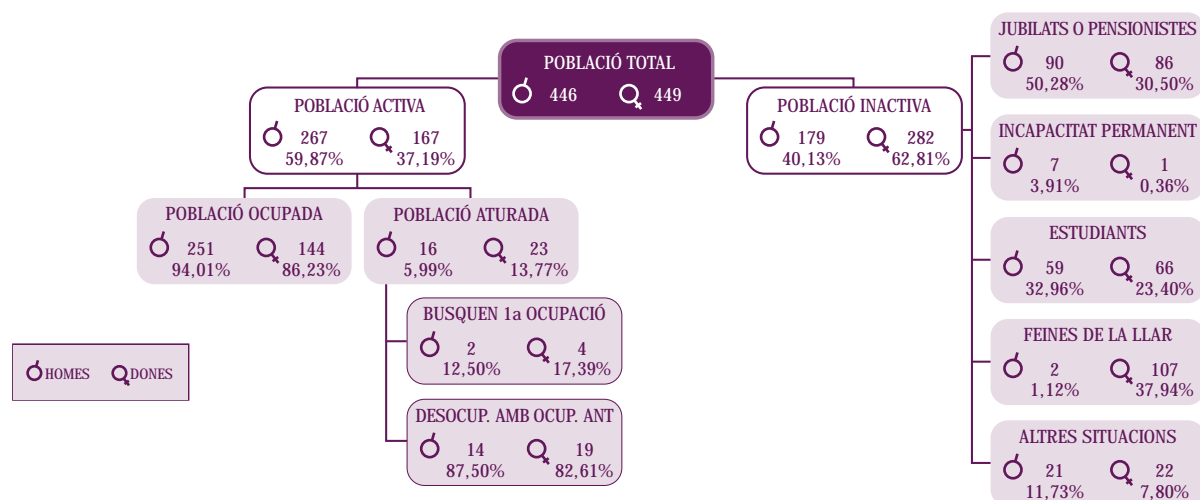 POBLACIÓ TOTAL
446 449
POBLACIÓ ACTIVA
267 167
59,87% 37,19%
POBLACIÓ OCUPADA
251 144
94,01% 86,23%
POBLACIÓ ATURADA
16 23
5,99% 13,77%
BUSQUEN 1a OCUPACIÓ
2 4
12,50% 17,39%
DESOCUP. AMB OCUP. ANT
14 19
87,50% 82,61%
POBLACIÓ INACTIVA
179 282
40,13% 62,81%
JUBILATS O PENSIONISTES
90 86
50,28% 30,50%
INCAPACITAT PERMANENT
7 1
3,91% 0,36%
ESTUDIANTS
59 66
32,96% 23,40%
FEINES DE LA LLAR
2 107
1,12% 37,94%
ALTRES SITUACIONS
21 22
11,73% 7,80%
HOMES DONES